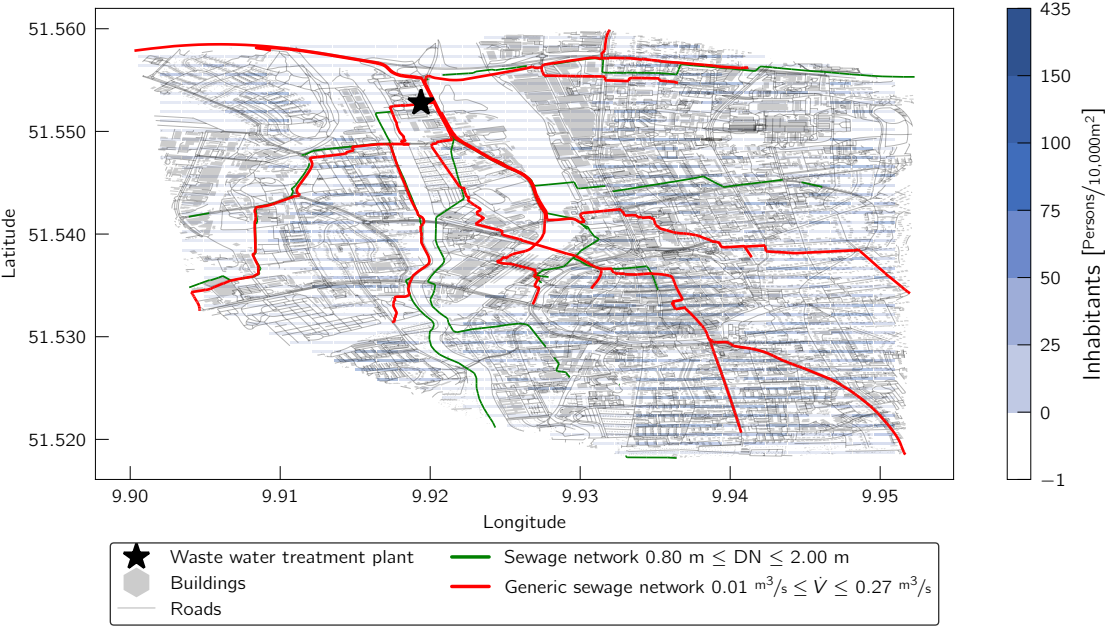 51.560
51.550
51.540
51.530
51.520
Latitude
9.90 9.91 9.92 9.93 9.94 9.95
Longitude
435
150
100
75
50
25
0
−1
Inhabitants [Persons/10,000m²]
Waste water treatment plant
Buildings
Roads
Sewage network 0.80 m ≤ DN ≤ 2.00 m
Generic sewage network 0.01 m³/s ≤ V̇ ≤ 0.27 m³/s